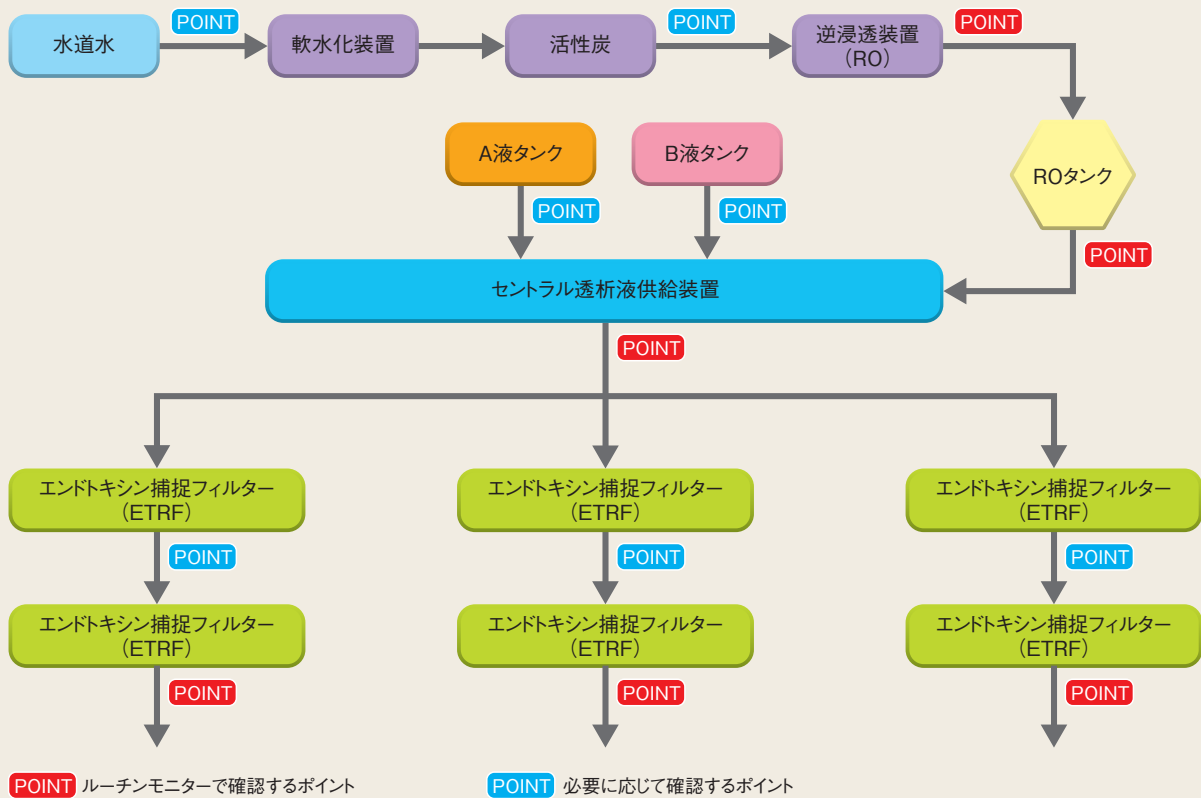 水道水
POINT
軟水化装置
活性炭
POINT
逆浸透装置
（RO）
POINT
A液タンク
B液タンク
ROタンク
POINT
POINT
POINT
セントラル透析液供給装置
POINT
エンドトキシン捕捉フィルター
（ETRF）
エンドトキシン捕捉フィルター
（ETRF）
エンドトキシン捕捉フィルター
（ETRF）
POINT
POINT
POINT
エンドトキシン捕捉フィルター
（ETRF）
エンドトキシン捕捉フィルター
（ETRF）
エンドトキシン捕捉フィルター
（ETRF）
POINT
POINT
POINT
POINT ルーチンモニターで確認するポイント
POINT 必要に応じて確認するポイント